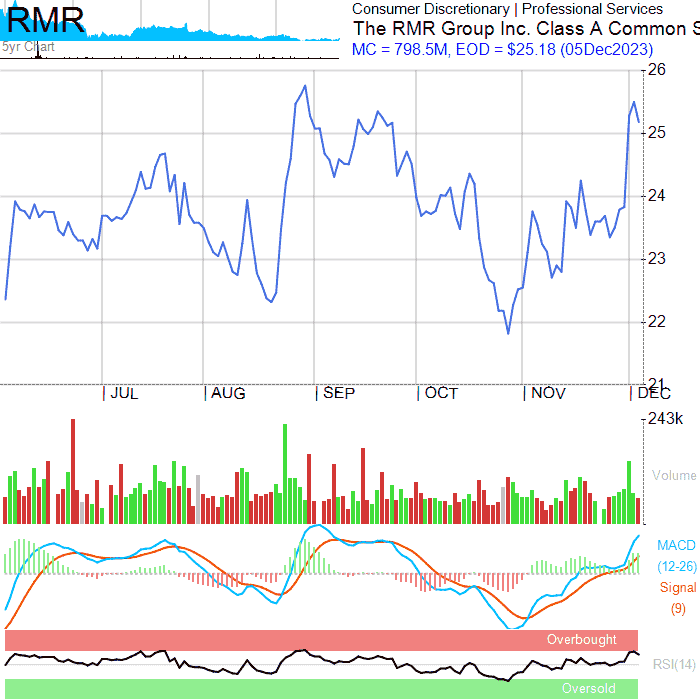 RMR
5yr Chart
Consumer Discretionary | Professional Services
The RMR Group Inc. Class A Common S
MC = 798.5M, EOD = $25.18 (05Dec2023)
26
25
24
23
22
21
JUL AUG SEP OCT NOV DEC
243k
Volume
MACD
(12-26)
Signal
(9)
Overbought
RSI(14)
Oversold